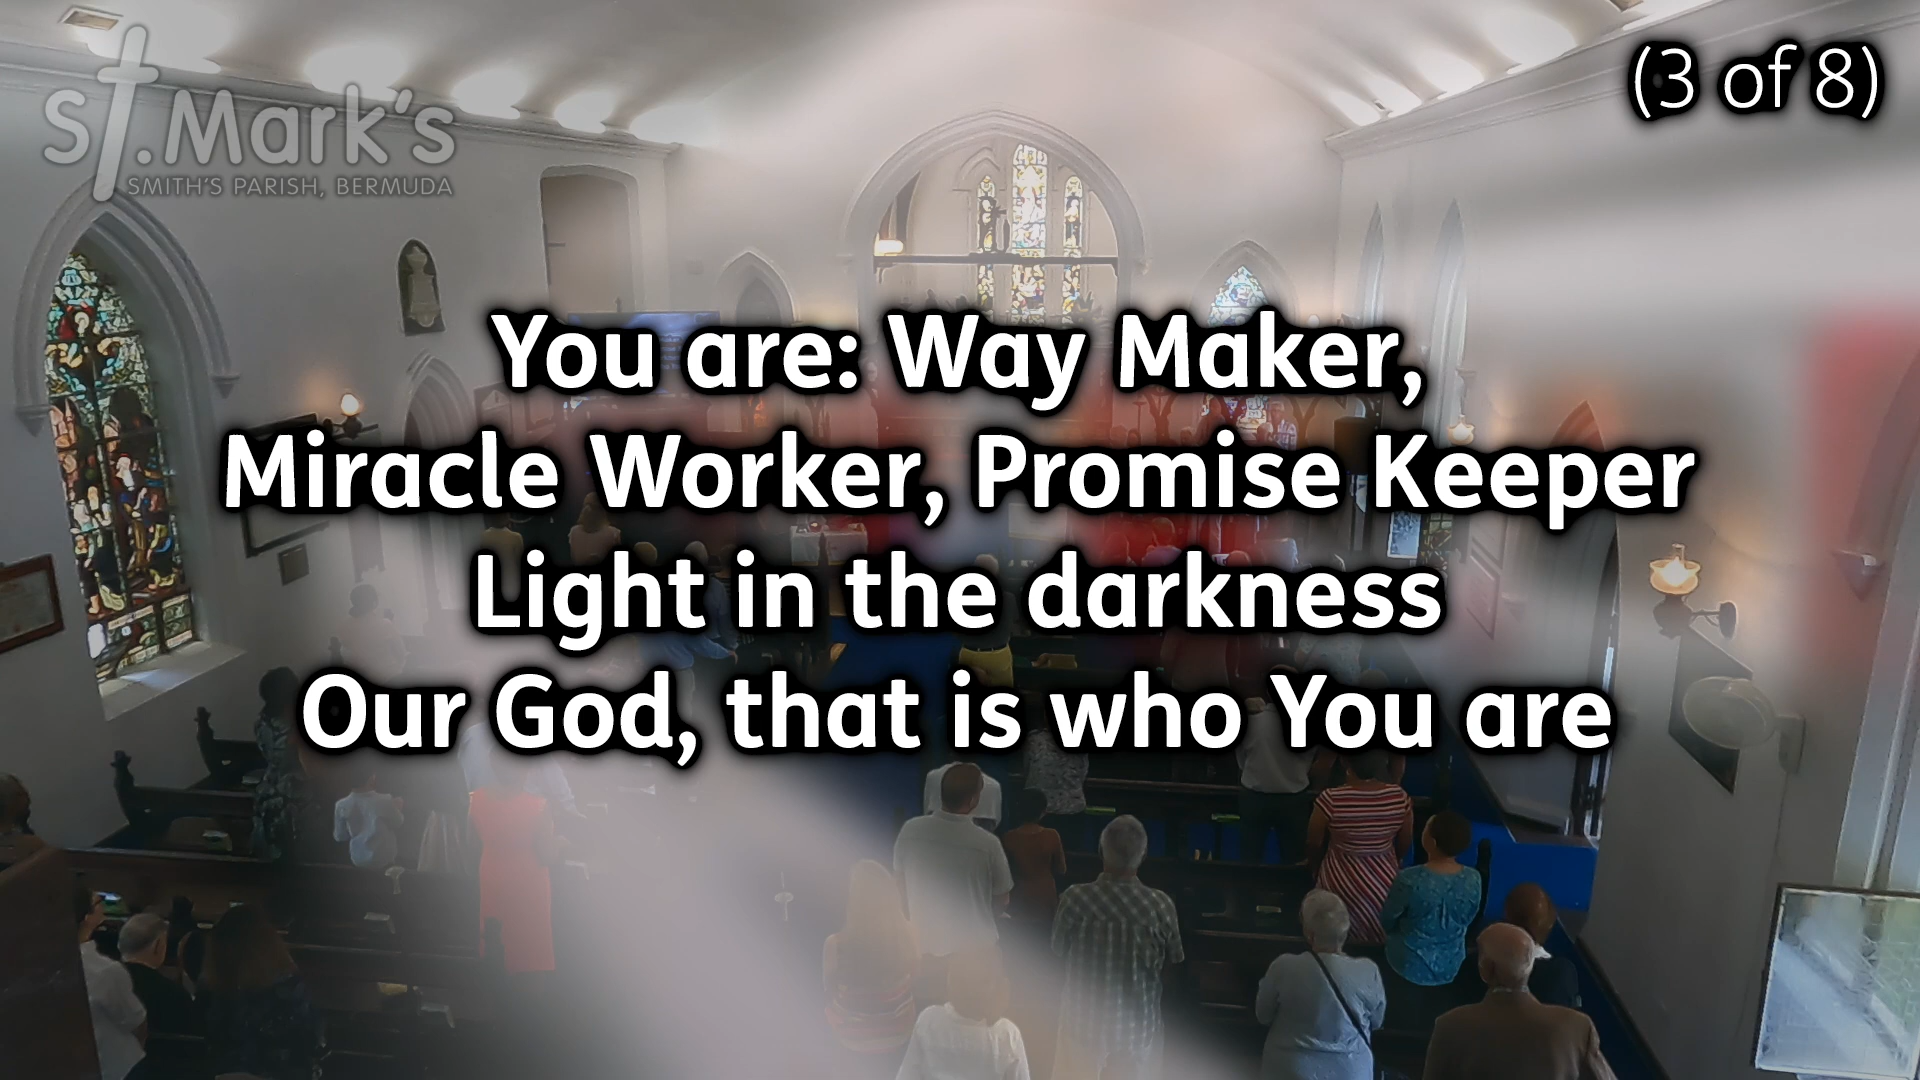 St.Mark's
SMITH'S PARISH, BERMUDA
(3 of 8)
You are: Way Maker,
Miracle Worker, Promise Keeper
Light in the darkness
Our God, that is who You are